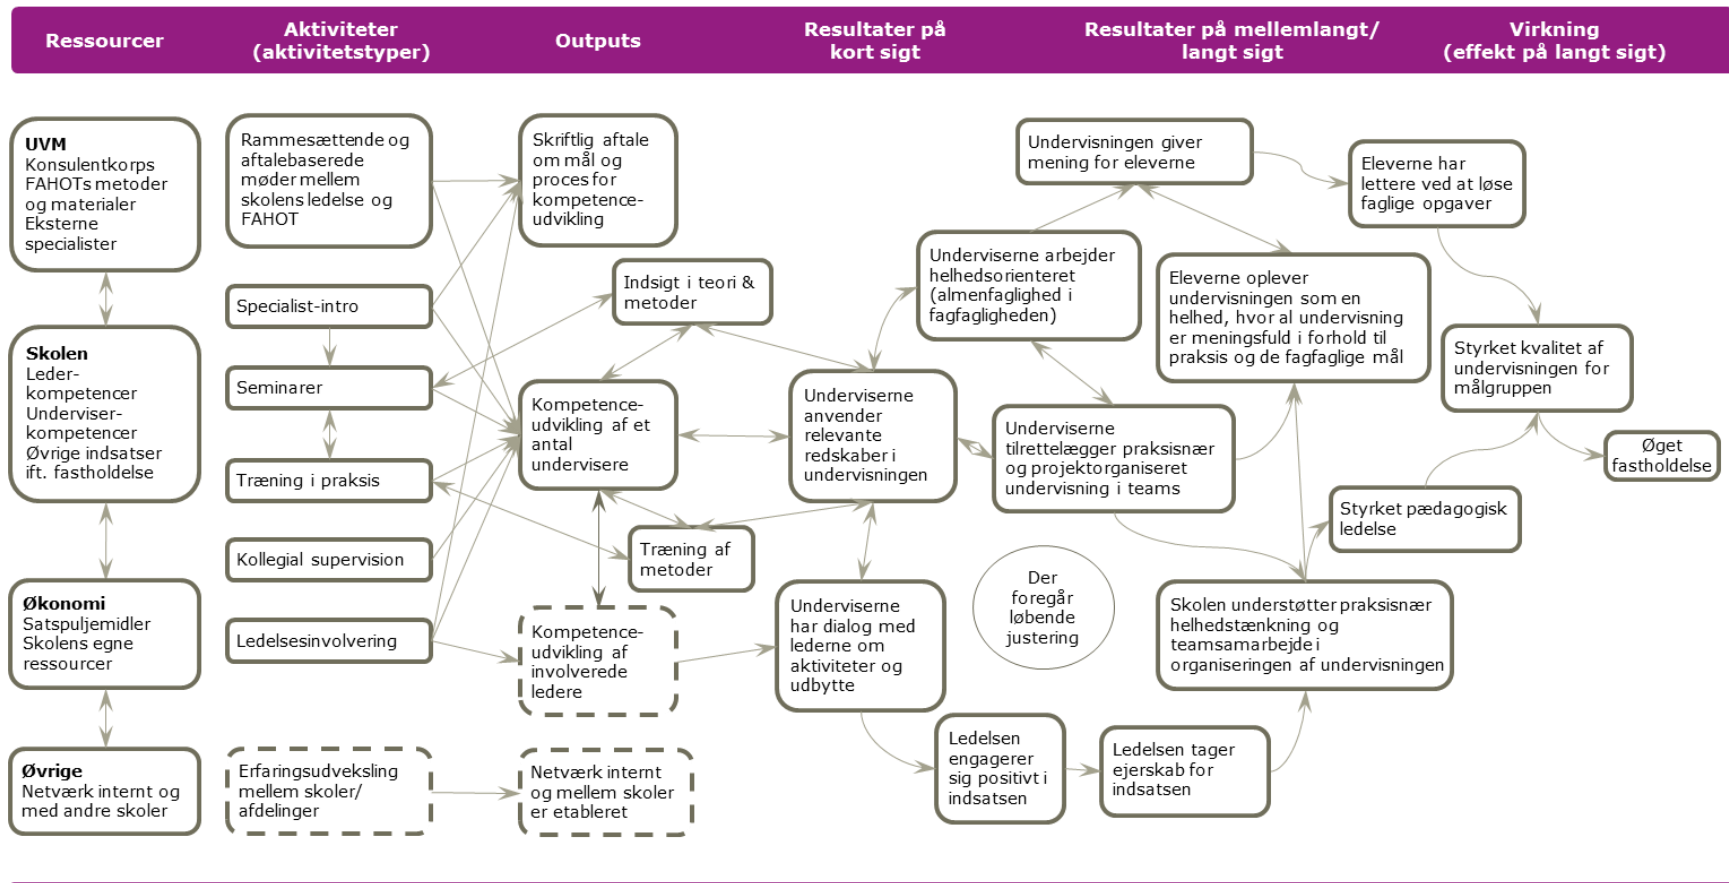 Ressourcer
Aktiviteter
(aktivitetstyper)
Outputs
Resultater på
kort sigt
Resultater på mellemlangt/
langt sigt
Virkning
(effekt på langt sigt)
UVM
Konsulentkorps
FAHOTs metoder
og materialer
Eksterne
specialister
Skolen
Leder-
kompetencer
Underviser-
kompetencer
Øvrige indsatser
ift. fastholdelse
Økonomi
Satspuljemidler
Skolens egne
ressourcer
Øvrige
Netværk internt og
med andre skoler
Rammesættende og
aftalebaserede
møder mellem
skolens ledelse og
FAHOT
Specialist-intro
Seminarer
Træning i praksis
Kollegial supervision
Ledelsesinvolvering
Erfaringsudveksling
mellem skoler/
afdelinger
Skriftlig aftale
om mål og
proces for
kompetence-
udvikling
Indsigt i teori &
metoder
Kompetence-
udvikling af et
antal
undervisere
Træning af
metoder
Kompetence-
udvikling af
involverede
ledere
Netværk internt
og mellem skoler
er etableret
Underviserne arbejder
helhedsorienteret
(almenfaglighed i
fagfagligheden)
Underviserne
anvender
relevante
redskaber i
undervisningen
Underviserne
har dialog med
lederne om
aktiviteter og
udbytte
Ledelsen
engagerer
sig positivt i
indsatsen
Undervisningen giver
mening for eleverne
Eleverne oplever
undervisningen som en
helhed, hvor al undervisning
er meningsfuld i forhold til
praksis og de fagfaglige mål
Underviserne
tilrettelægger praksisnær
og projektorganiseret
undervisning i teams
Der
foregår
løbende
justering
Skolen understøtter praksisnær
helhedstænkning og
teamsamarbejde i
organiseringen af undervisningen
Ledelsen tager
ejerskab for
indsatsen
Eleverne har
lettere ved at løse
faglige opgaver
Styrket kvalitet af
undervisningen for
målgruppen
Styrket pædagogisk
ledelse
Øget
fastholdelse